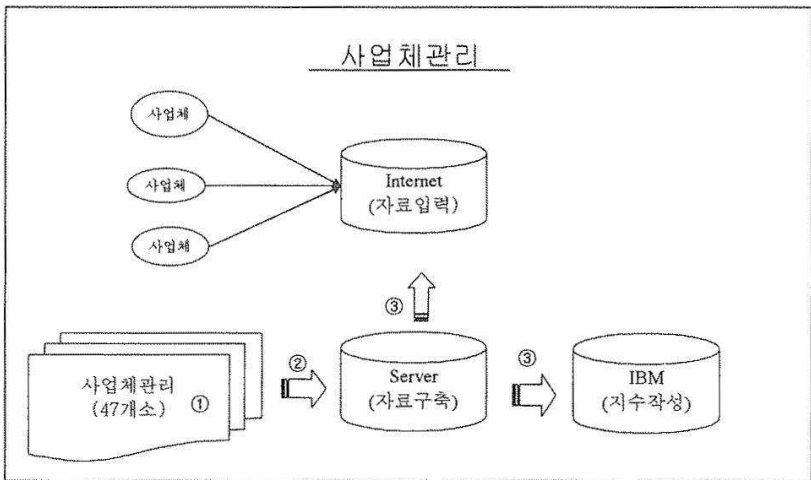 사업체관리
사업체
사업체
사업체
Internet
(자료입력)
③
②
③
사업체관리
(47개소) ①
Server
(자료구축)
IBM
(지수작성)